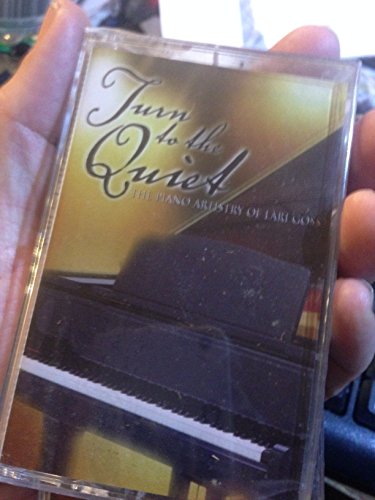 Turn
to the
Quiet
THE PIANO ARTISTRY OF LARI GOSS